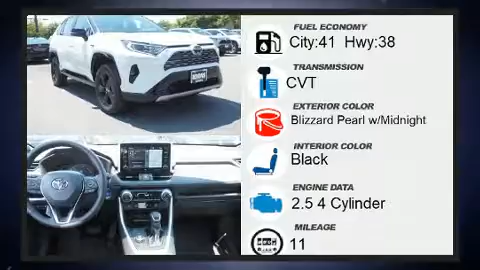 FUEL ECONOMY
City:41 Hwy:38
TRANSMISSION
CVT
EXTERIOR COLOR
Blizzard Pearl w/Midnight
INTERIOR COLOR
Black
ENGINE DATA
2.5 4 Cylinder
MILEAGE
11